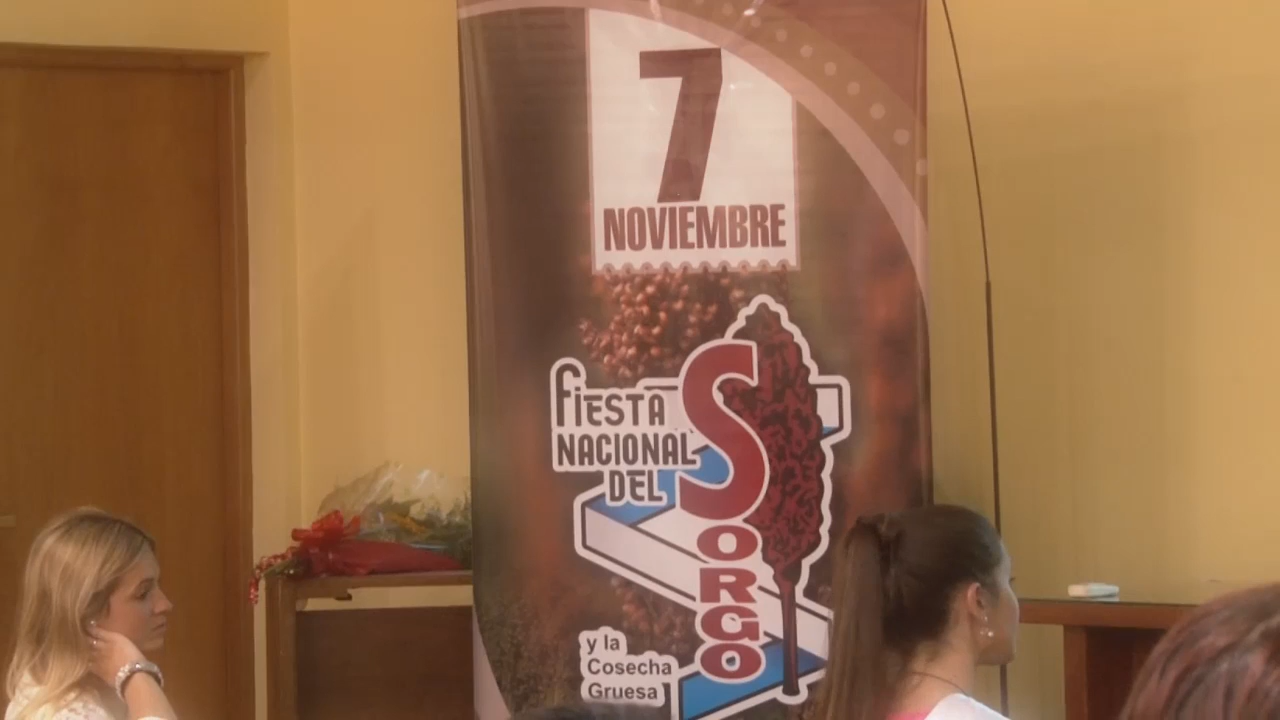 7
NOVIEMBRE
FIESTA
NACIONAL
DEL
SORGO
y la
Cosecha
Gruesa